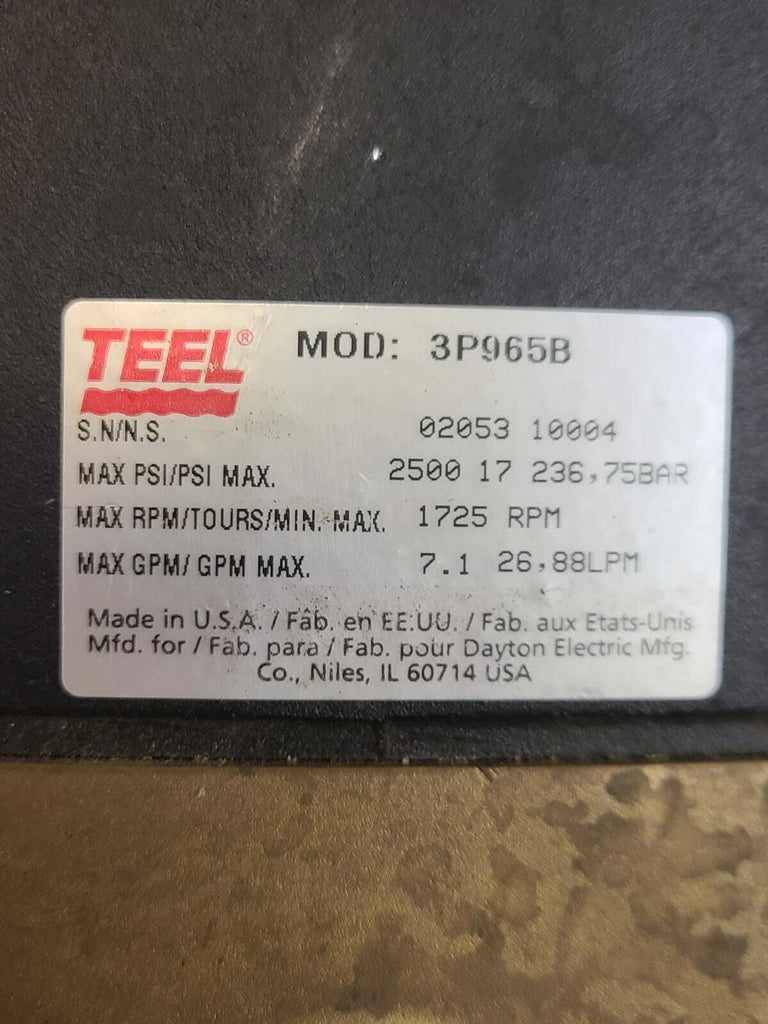 TEEL® MOD: 3P965B
S.N/N.S. 02053 10004
MAX PSI/PSI MAX. 2500 17 236,75BAR
MAX RPM/TOURS/MIN. MAX. 1725 RPM
MAX GPM/ GPM MAX. 7.1 26,88LPM
Made in U.S.A. / Fâb. en EE.UU. / Fab. aux Etats-Unis
Mfd. for / Fab. para / Fab. pour Dayton Electric Mfg.
Co., Niles, IL 60714 USA